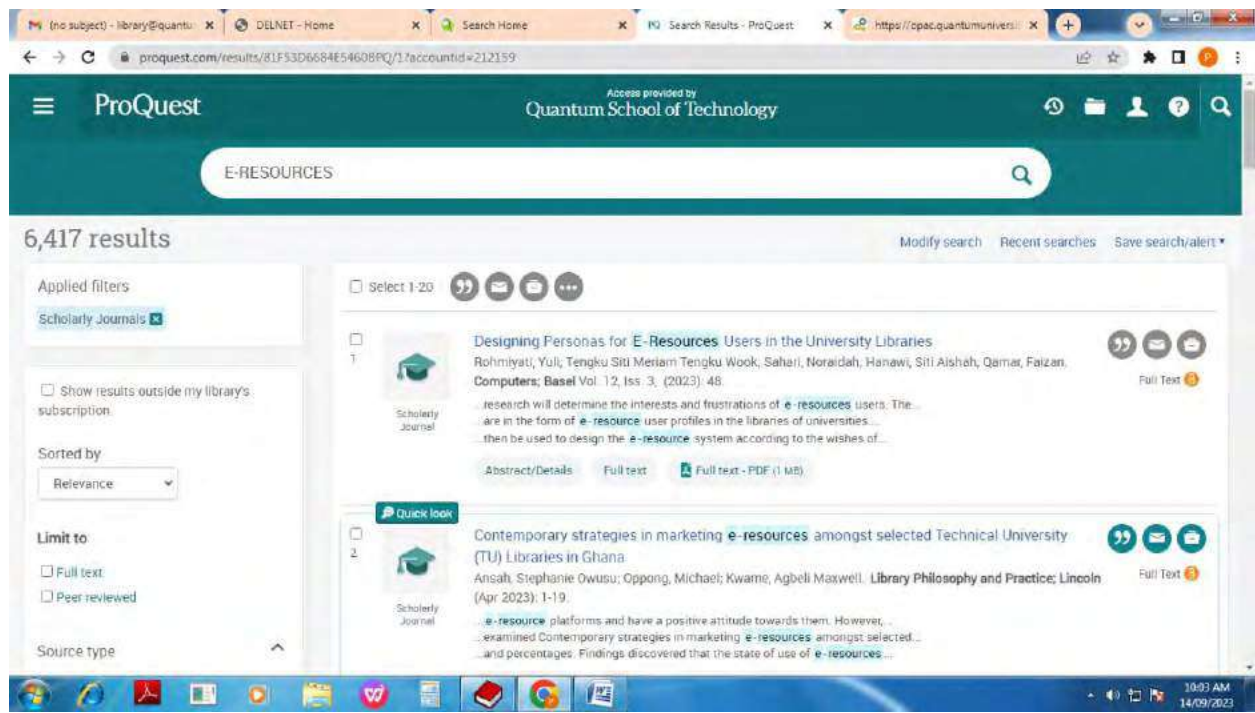 (no subject) - library@quantu
DELNET - Home
Search Home
PQ Search Results - ProQuest
https://opac.quantumuniversi
proquest.com/results/81F53D6684E54608PQ/1?accountid=212159
P
ProQuest
Access provided by
Quantum School of Technology
E-RESOURCES
6,417 results
Modify search Recent searches Save search/alert
Applied filters
Scholarly Journals
Select 1-20
Show results outside my library's
subscription
Sorted by
Relevance
Limit to
Full text
Peer reviewed
Source type
1
Scholarly
Journal
Designing Personas for E-Resources Users in the University Libraries
Rohmiyati, Yuli; Tengku Siti Meriam Tengku Wook; Sahari, Noraidah; Hanawi, Siti Aishah; Qamar, Faizan.
Computers; Basel Vol. 12, Iss. 3, (2023): 48.
...research will determine the interests and frustrations of e-resources users. The...
...are in the form of e-resource user profiles in the libraries of universities...
...then be used to design the e-resource system according to the wishes of...
Abstract/Details Full text Full text - PDF (1 MB)
Full Text
Quick look
2
Scholarly
Journal
Contemporary strategies in marketing e-resources amongst selected Technical University
(TU) Libraries in Ghana
Ansah, Stephanie Owusu; Oppong, Michael; Kwame, Agbeli Maxwell. Library Philosophy and Practice; Lincoln
(Apr 2023): 1-19.
...e-resource platforms and have a positive attitude towards them. However,...
...examined Contemporary strategies in marketing e-resources amongst selected...
...and percentages. Findings discovered that the state of use of e-resources...
Full Text
10:03 AM
14/09/2023